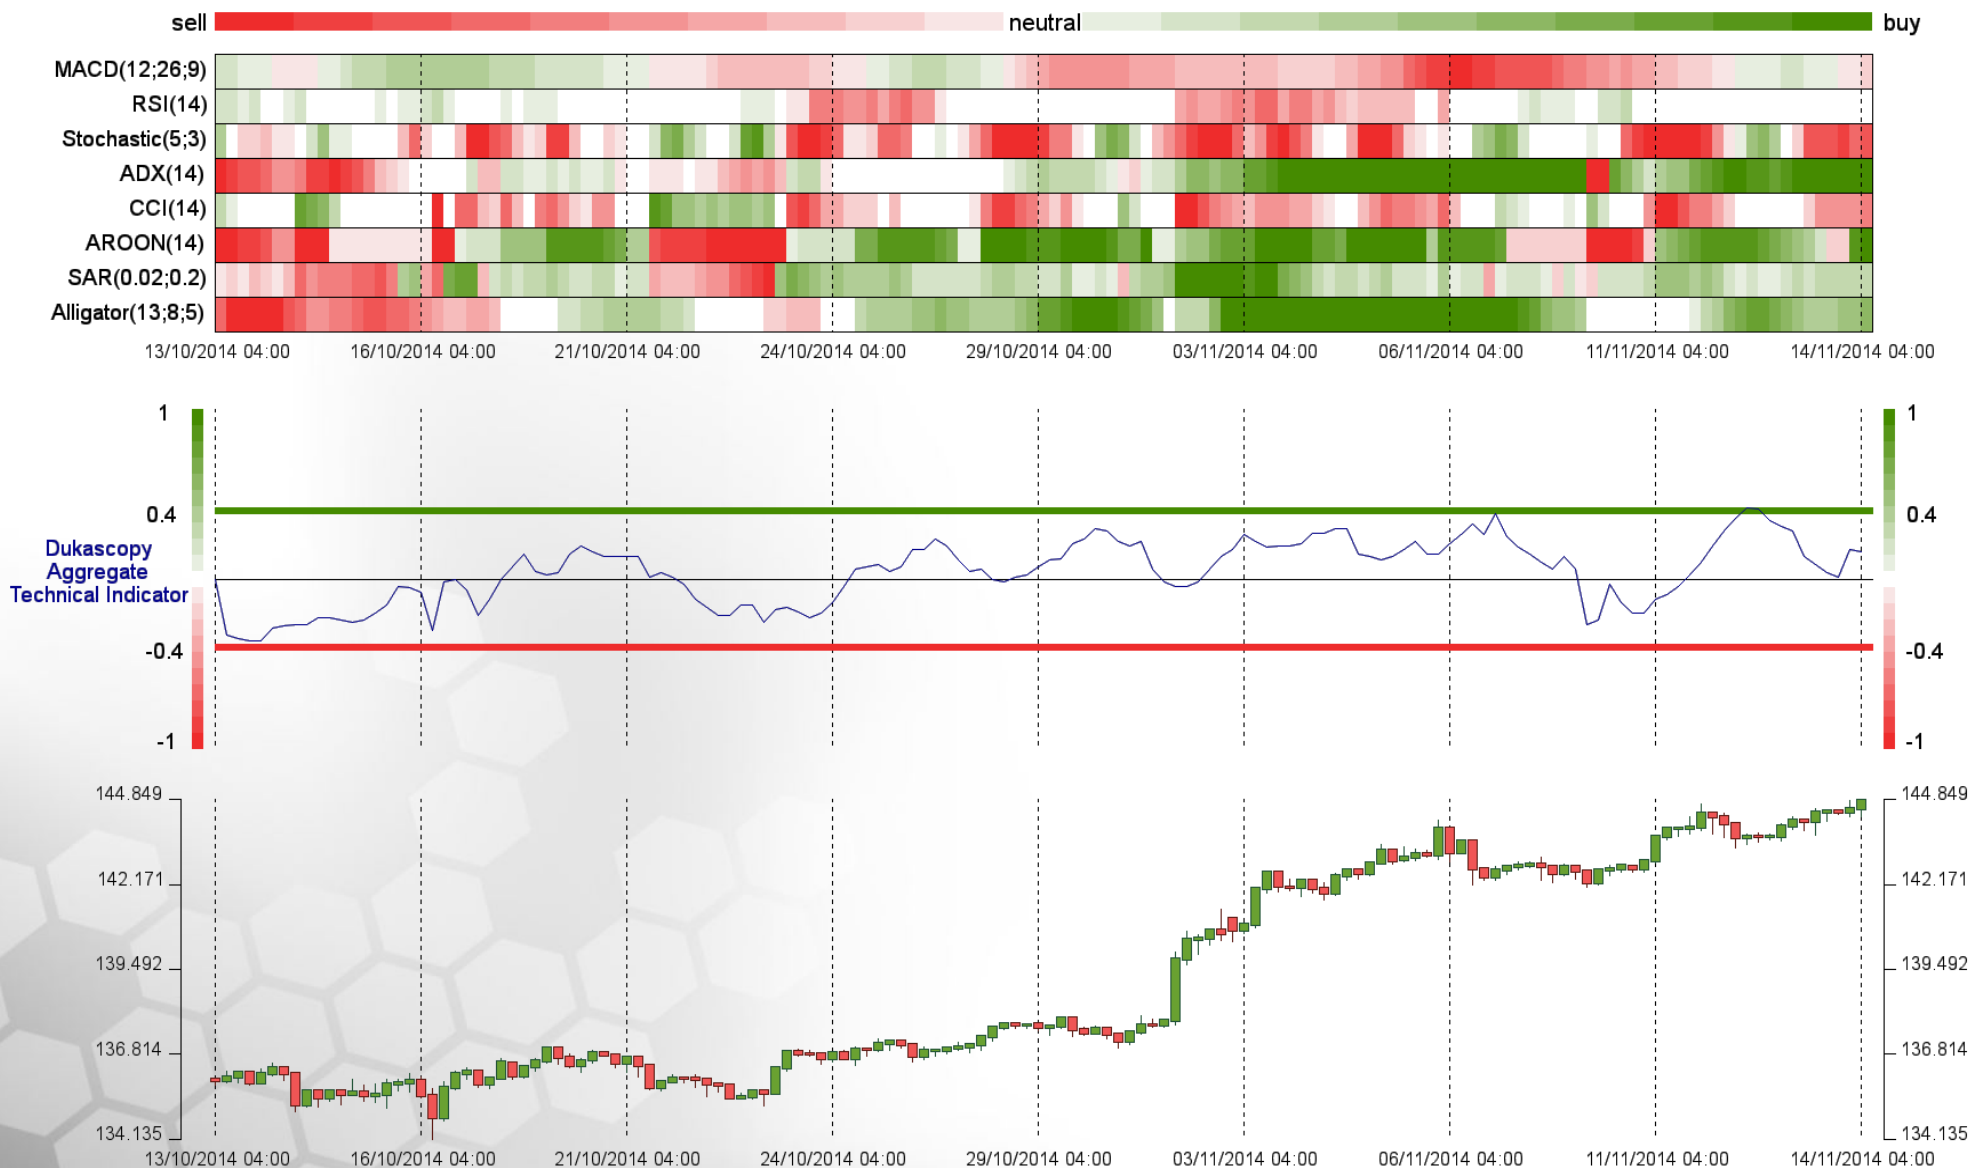 sell neutral buy
MACD(12;26;9)
RSI(14)
Stochastic(5;3)
ADX(14)
CCI(14)
AROON(14)
SAR(0.02;0.2)
Alligator(13;8;5)
13/10/2014 04:00 16/10/2014 04:00 21/10/2014 04:00 24/10/2014 04:00 29/10/2014 04:00 03/11/2014 04:00 06/11/2014 04:00 11/11/2014 04:00 14/11/2014 04:00
1 1
0.4 0.4
Dukascopy
Aggregate
Technical Indicator
-0.4 -0.4
-1 -1
144.849 144.849
142.171 142.171
139.492 139.492
136.814 136.814
134.135 134.135
13/10/2014 04:00 16/10/2014 04:00 21/10/2014 04:00 24/10/2014 04:00 29/10/2014 04:00 03/11/2014 04:00 06/11/2014 04:00 11/11/2014 04:00 14/11/2014 04:00